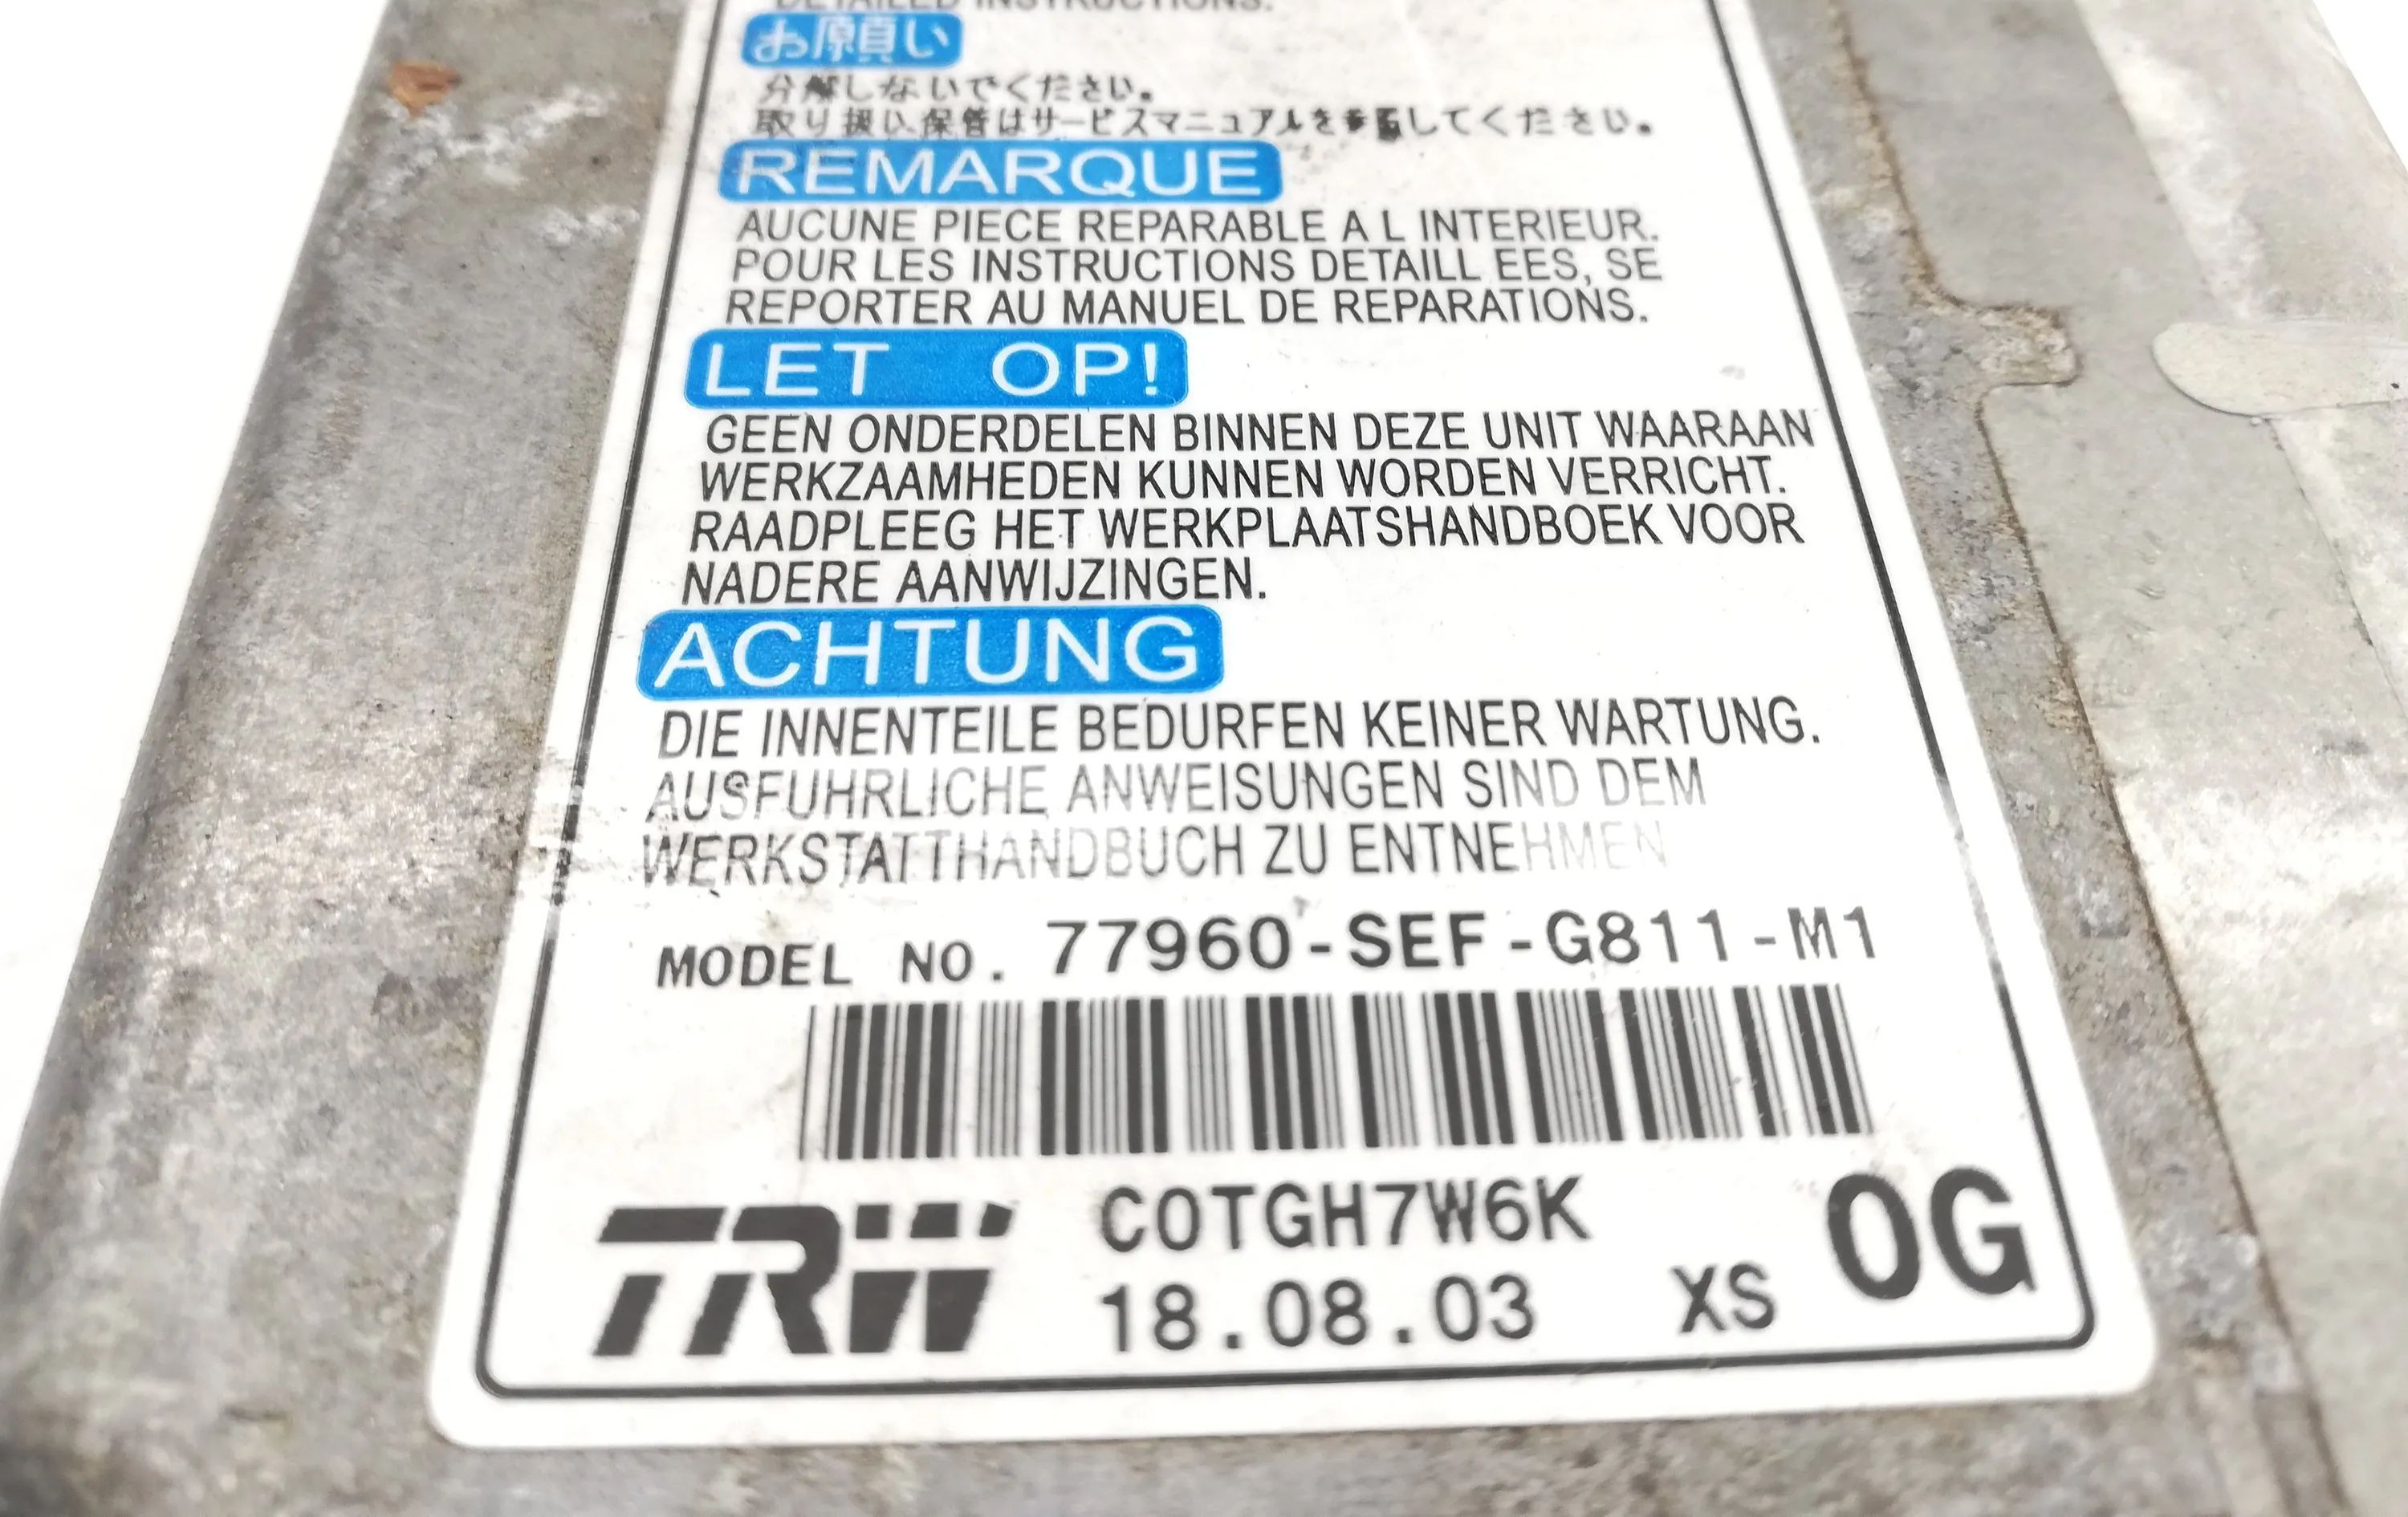 DETAILED INSTRUCTIONS.
お願い
分解しないでください。
取り扱い、保管はサービスマニュアルを参照してください。
REMARQUE
AUCUNE PIECE REPARABLE A L INTERIEUR.
POUR LES INSTRUCTIONS DETAILL EES, SE
REPORTER AU MANUEL DE REPARATIONS.
LET OP!
GEEN ONDERDELEN BINNEN DEZE UNIT WAARAAN
WERKZAAMHEDEN KUNNEN WORDEN VERRICHT.
RAADPLEEG HET WERKPLAATSHANDBOEK VOOR
NADERE AANWIJZINGEN.
ACHTUNG
DIE INNENTEILE BEDURFEN KEINER WARTUNG.
AUSFUHRLICHE ANWEISUNGEN SIND DEM
WERKSTATTHANDBUCH ZU ENTNEHMEN
MODEL NO. 77960-SEF-G811-M1
TRW C0TGH7W6K
18.08.03 XS 0G